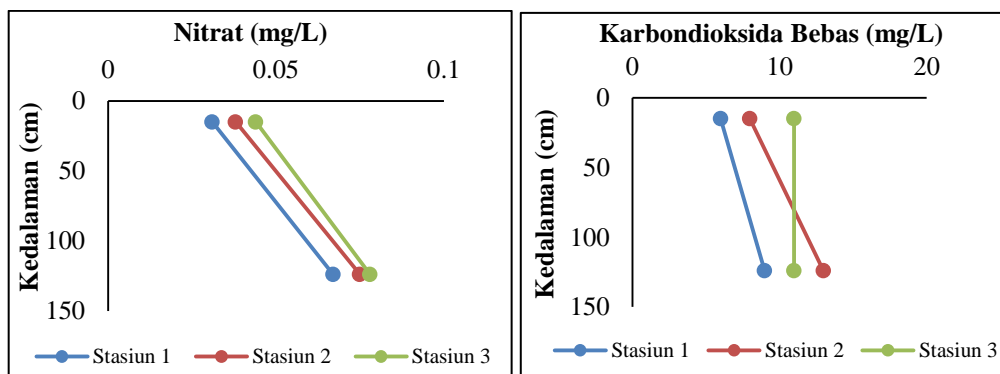 Nitrat (mg/L)
0 0.05 0.1
0
50
100
150
Kedalaman (cm)
Stasiun 1 Stasiun 2 Stasiun 3
Karbondioksida Bebas (mg/L)
0 10 20
0
50
100
150
Kedalaman (cm)
Stasiun 1 Stasiun 2 Stasiun 3